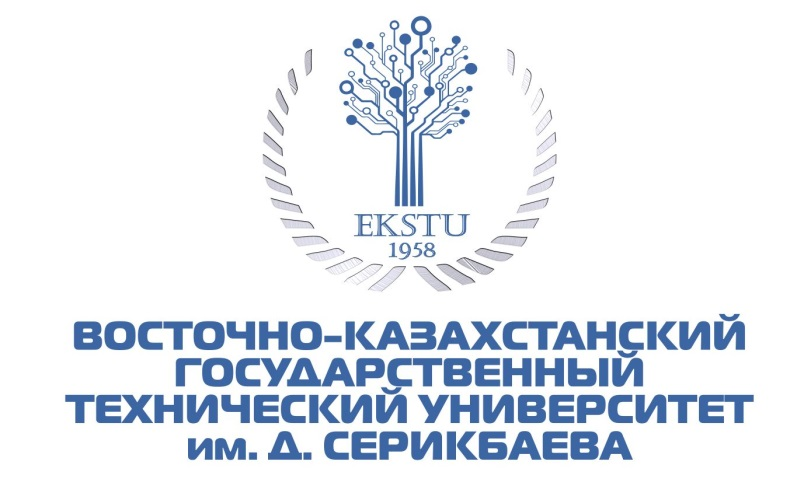 EKSTU
1958
ВОСТОЧНО-КАЗАХСТАНСКИЙ
ГОСУДАРСТВЕННЫЙ
ТЕХНИЧЕСКИЙ УНИВЕРСИТЕТ
им. Д. СЕРИКБАЕВА